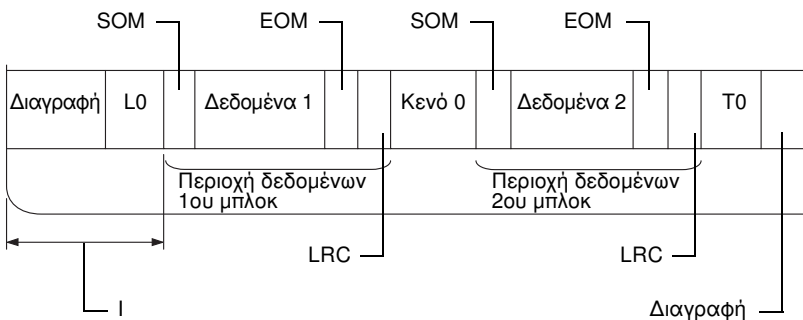 SOM EOM SOM EOM
Διαγραφή L0 Δεδομένα 1 Κενό 0 Δεδομένα 2 T0
Περιοχή δεδομένων
1ου μπλοκ
Περιοχή δεδομένων
2ου μπλοκ
LRC LRC
I Διαγραφή